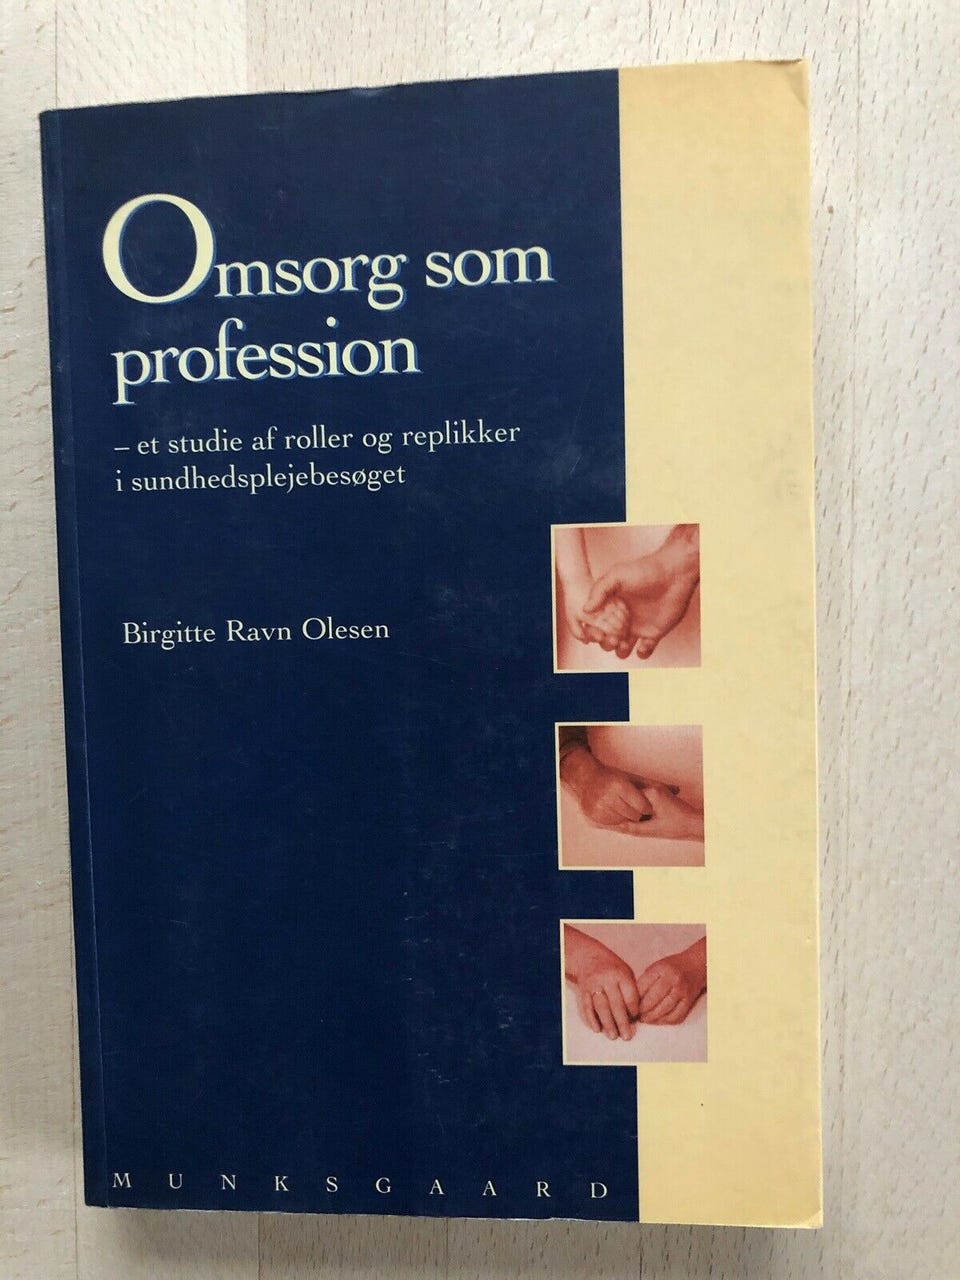 Omsorg som
profession
– et studie af roller og replikker
i sundhedsplejebesøget
Birgitte Ravn Olesen
MUNKSGAARD